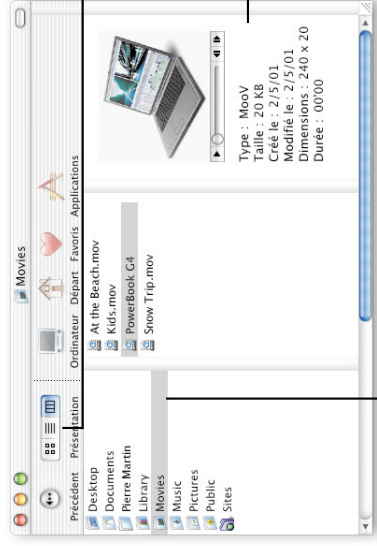 Movies
Précédent Présentation Ordinateur Départ Favoris Applications
Desktop
Documents
Pierre Martin
Library
Movies
Music
Pictures
Public
Sites
At the Beach.mov
Kids.mov
PowerBook G4
Snow Trip.mov
Type : MooV
Taille : 20 KB
Créé le : 2/5/01
Modifié le : 2/5/01
Dimensions : 240 x 20
Durée : 00'00